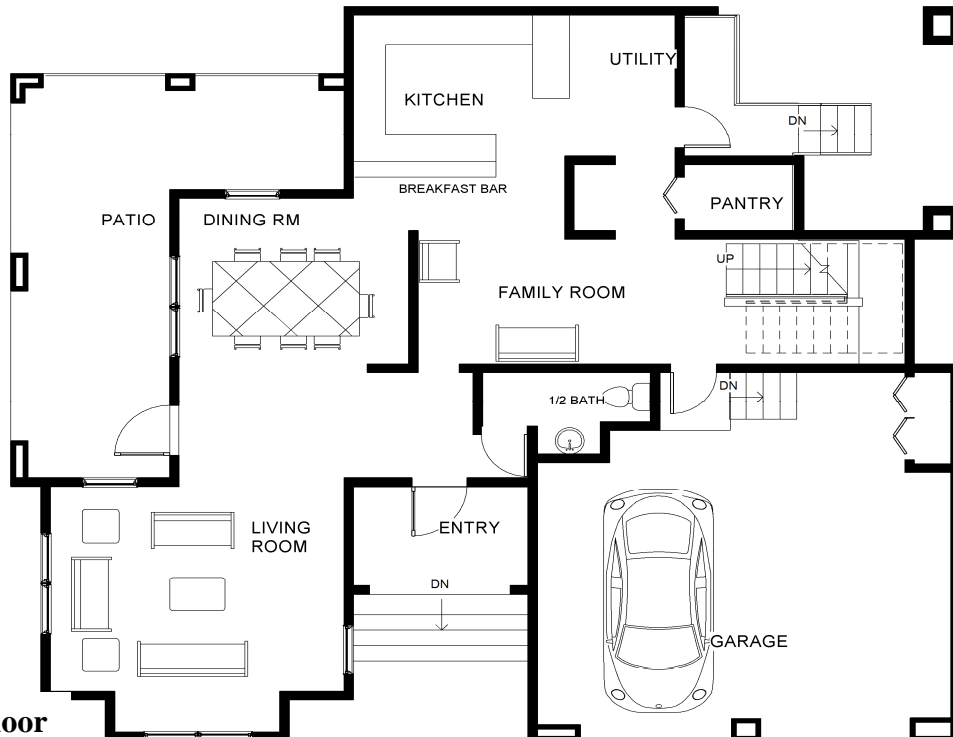 UTILITY
KITCHEN
DN
BREAKFAST BAR
PANTRY
PATIO
DINING RM
UP
FAMILY ROOM
DN
1/2 BATH
LIVING
ROOM
ENTRY
DN
GARAGE